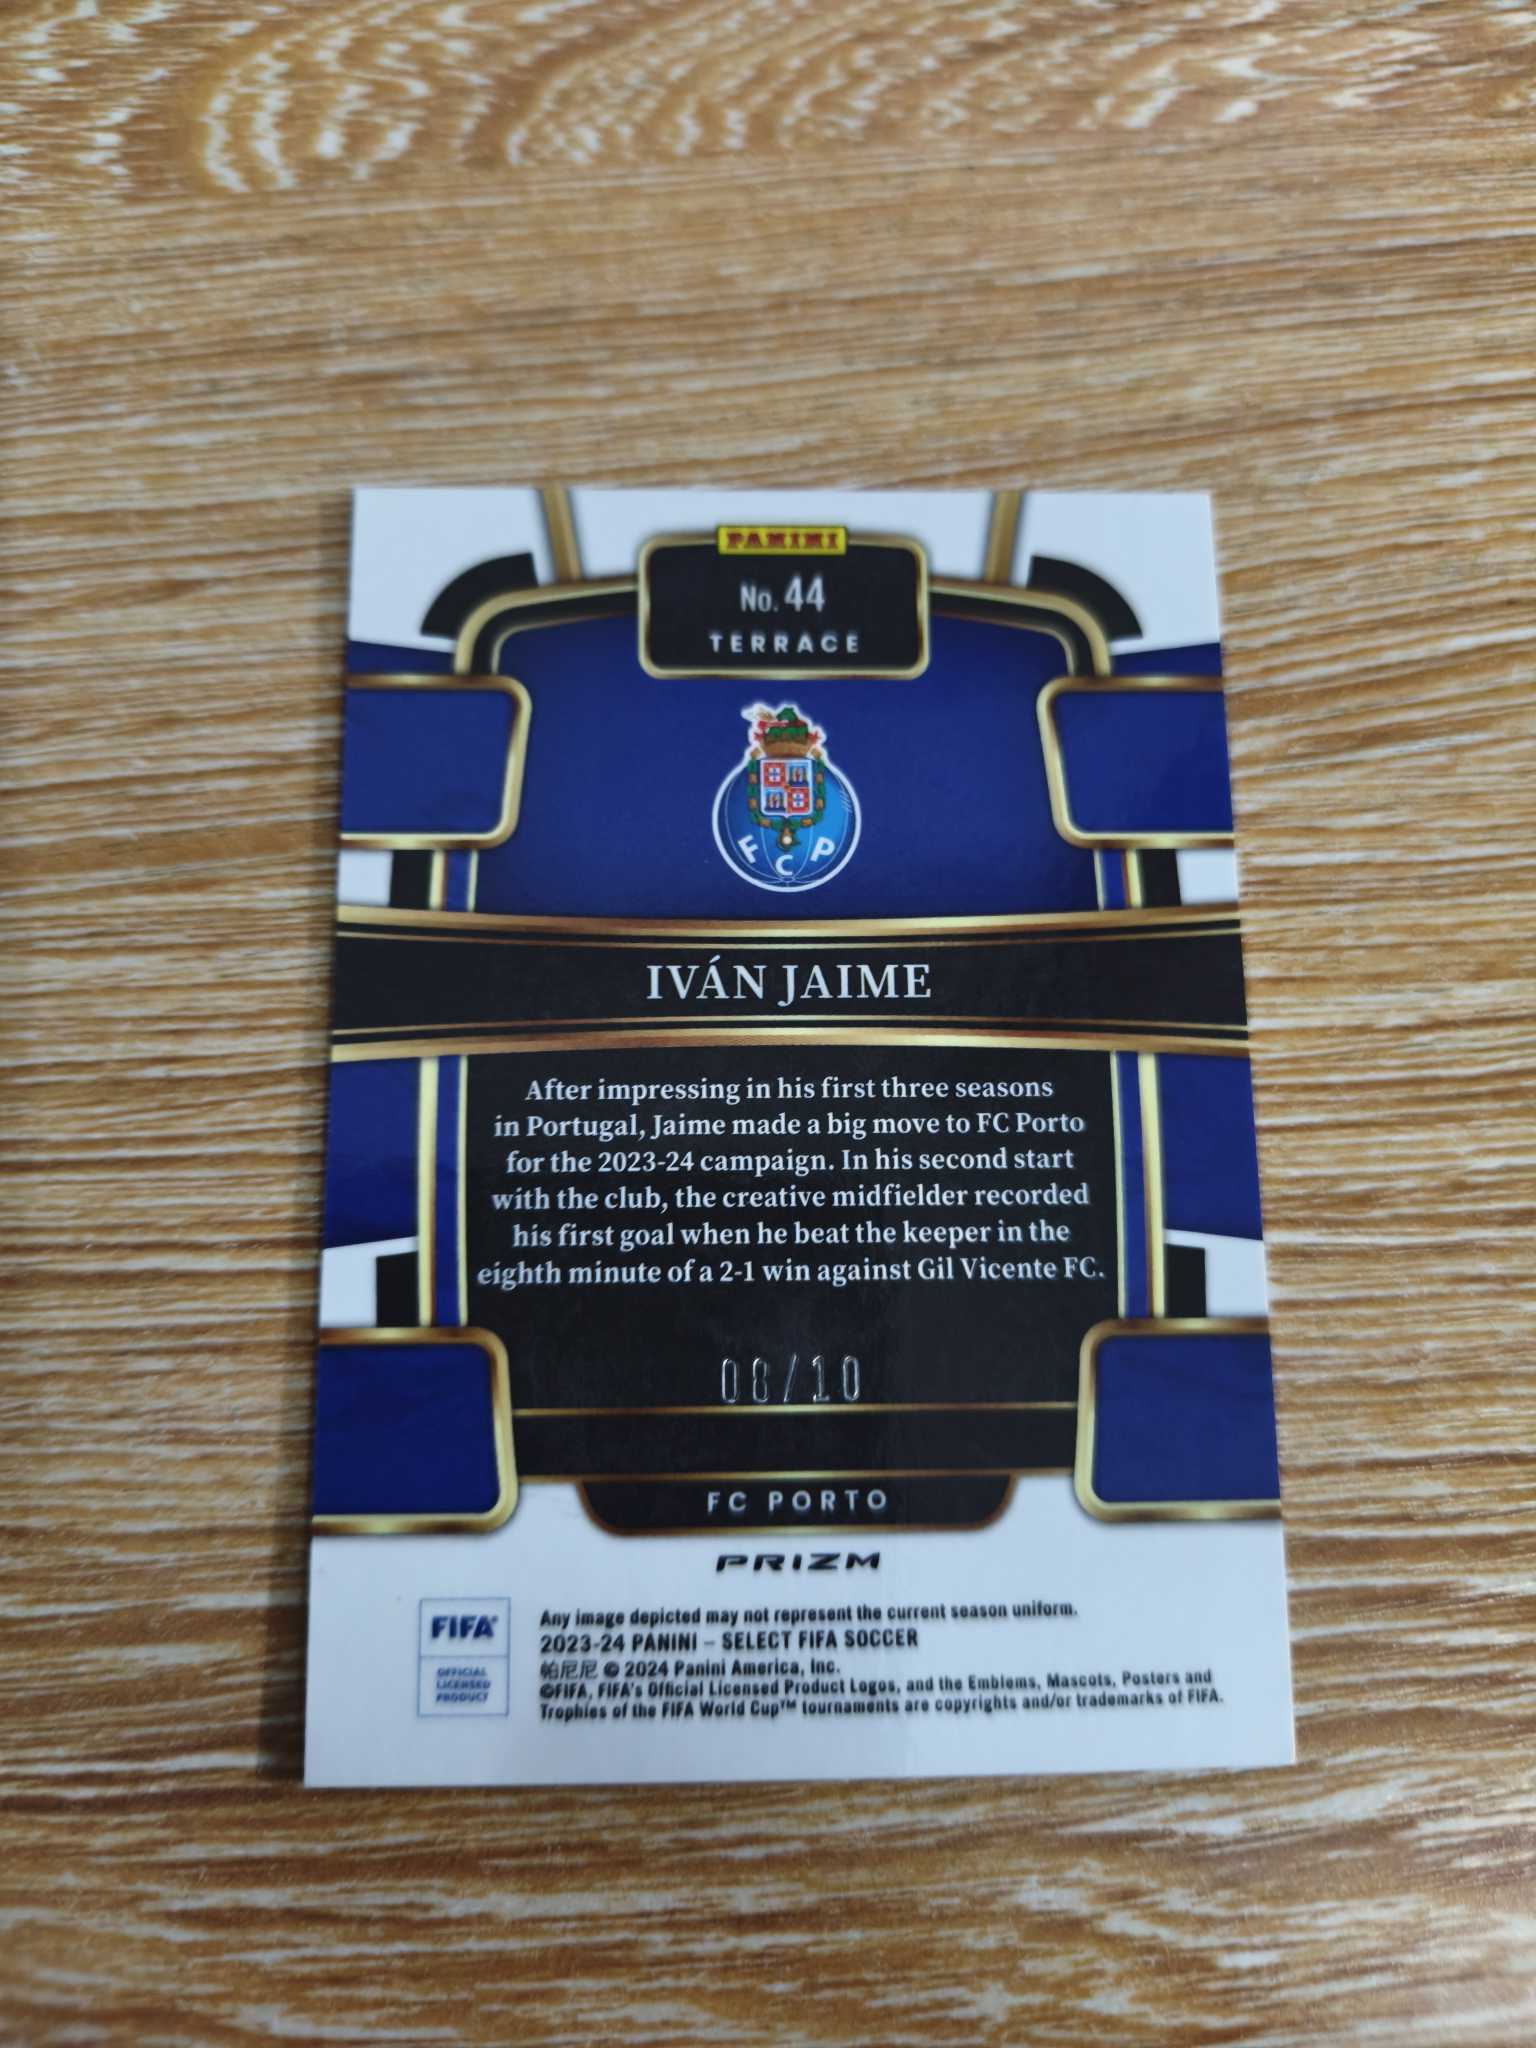 PANINI
No. 44
TERRACE
F C P
IVÁN JAIME
After impressing in his first three seasons
in Portugal, Jaime made a big move to FC Porto
for the 2023-24 campaign. In his second start
with the club, the creative midfielder recorded
his first goal when he beat the keeper in the
eighth minute of a 2-1 win against Gil Vicente FC.
08/10
FC PORTO
PRIZM
FIFA®
OFFICIAL
LICENSED
PRODUCT
Any image depicted may not represent the current season uniform.
2023-24 PANINI – SELECT FIFA SOCCER
帕尼尼 © 2024 Panini America, Inc.
©FIFA, FIFA's Official Licensed Product Logos, and the Emblems, Mascots, Posters and
Trophies of the FIFA World Cup™ tournaments are copyrights and/or trademarks of FIFA.